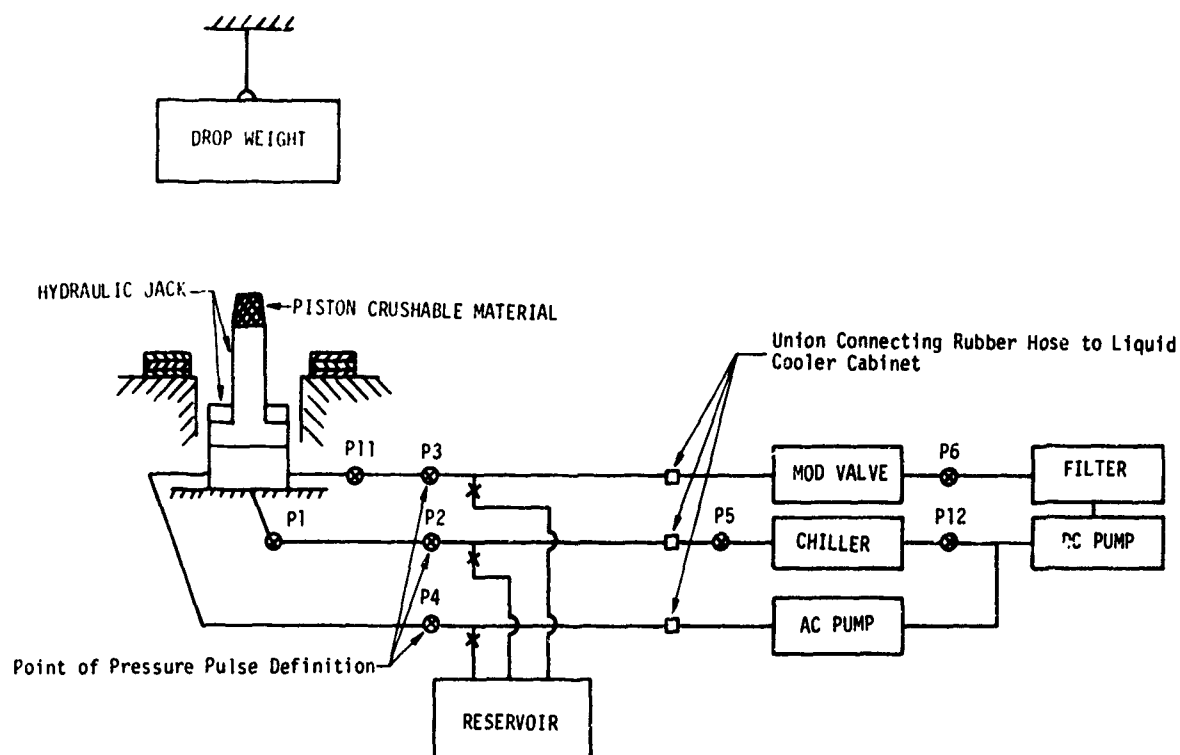 DROP WEIGHT
HYDRAULIC JACK
PISTON CRUSHABLE MATERIAL
Union Connecting Rubber Hose to Liquid
Cooler Cabinet
P11
P3
P6
MOD VALVE
FILTER
P1
P2
P5
P12
CHILLER
DC PUMP
P4
AC PUMP
Point of Pressure Pulse Definition
RESERVOIR